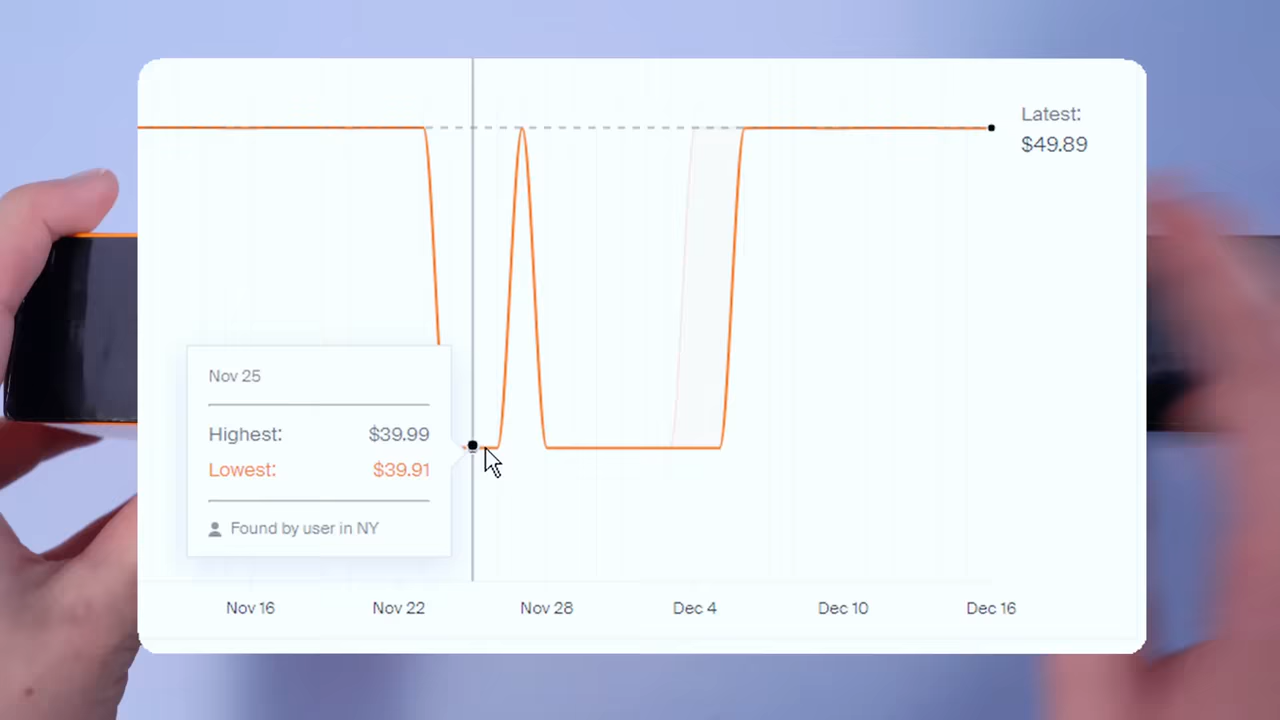 Latest:
$49.89
Nov 25
Highest: $39.99
Lowest: $39.91
Found by user in NY
Nov 16 Nov 22 Nov 28 Dec 4 Dec 10 Dec 16